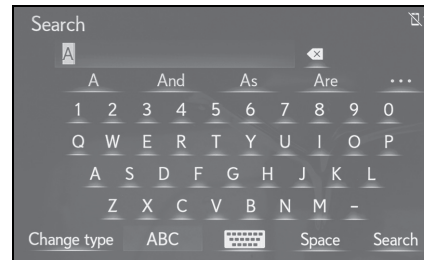 Search
A
A And As Are ...
1 2 3 4 5 6 7 8 9 0
Q W E R T Y U I O P
A S D F G H J K L
Z X C V B N M -
Change type ABC Space Search